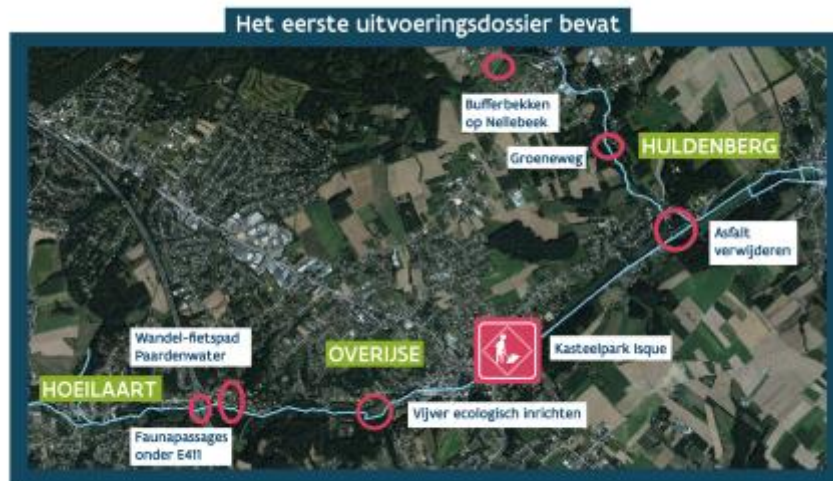 Het eerste uitvoeringsdossier bevat
Bufferbekken
op Nellebeek
Groeneweg
HULDENBERG
Asfalt
verwijderen
Wandel-fietspad
Paardenwater
OVERIJSE
Kasteelpark Isque
HOEILAART
Vijver ecologisch inrichten
Faunapassages
onder E411